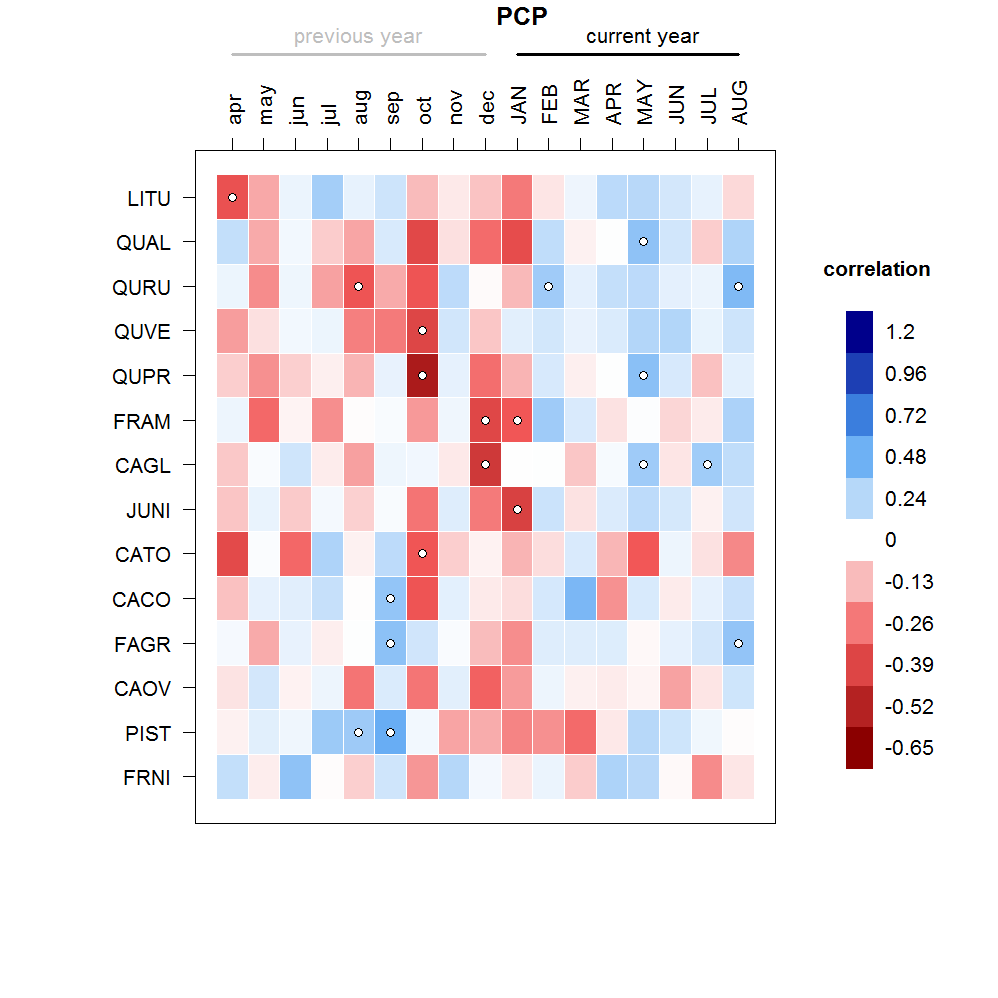 PCP
previous year current year
apr may jun jul aug sep oct nov dec JAN FEB MAR APR MAY JUN JUL AUG
LITU
QUAL
QURU
QUVE
QUPR
FRAM
CAGL
JUNI
CATO
CACO
FAGR
CAOV
PIST
FRNI
correlation
1.2
0.96
0.72
0.48
0.24
0
-0.13
-0.26
-0.39
-0.52
-0.65